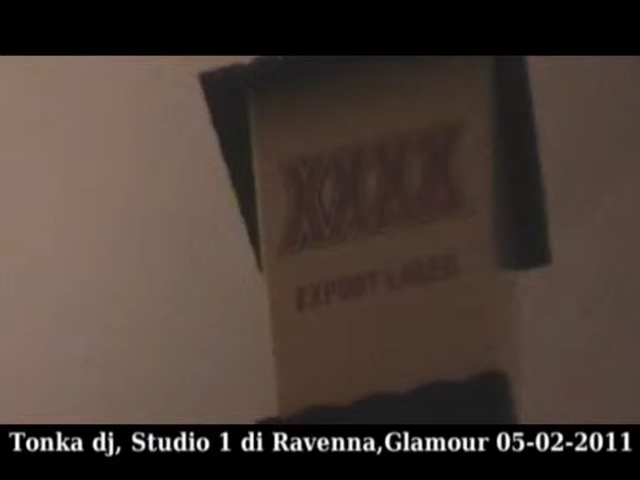 XXXX
EXPORT LAGER
Tonka dj, Studio 1 di Ravenna,Glamour 05-02-2011